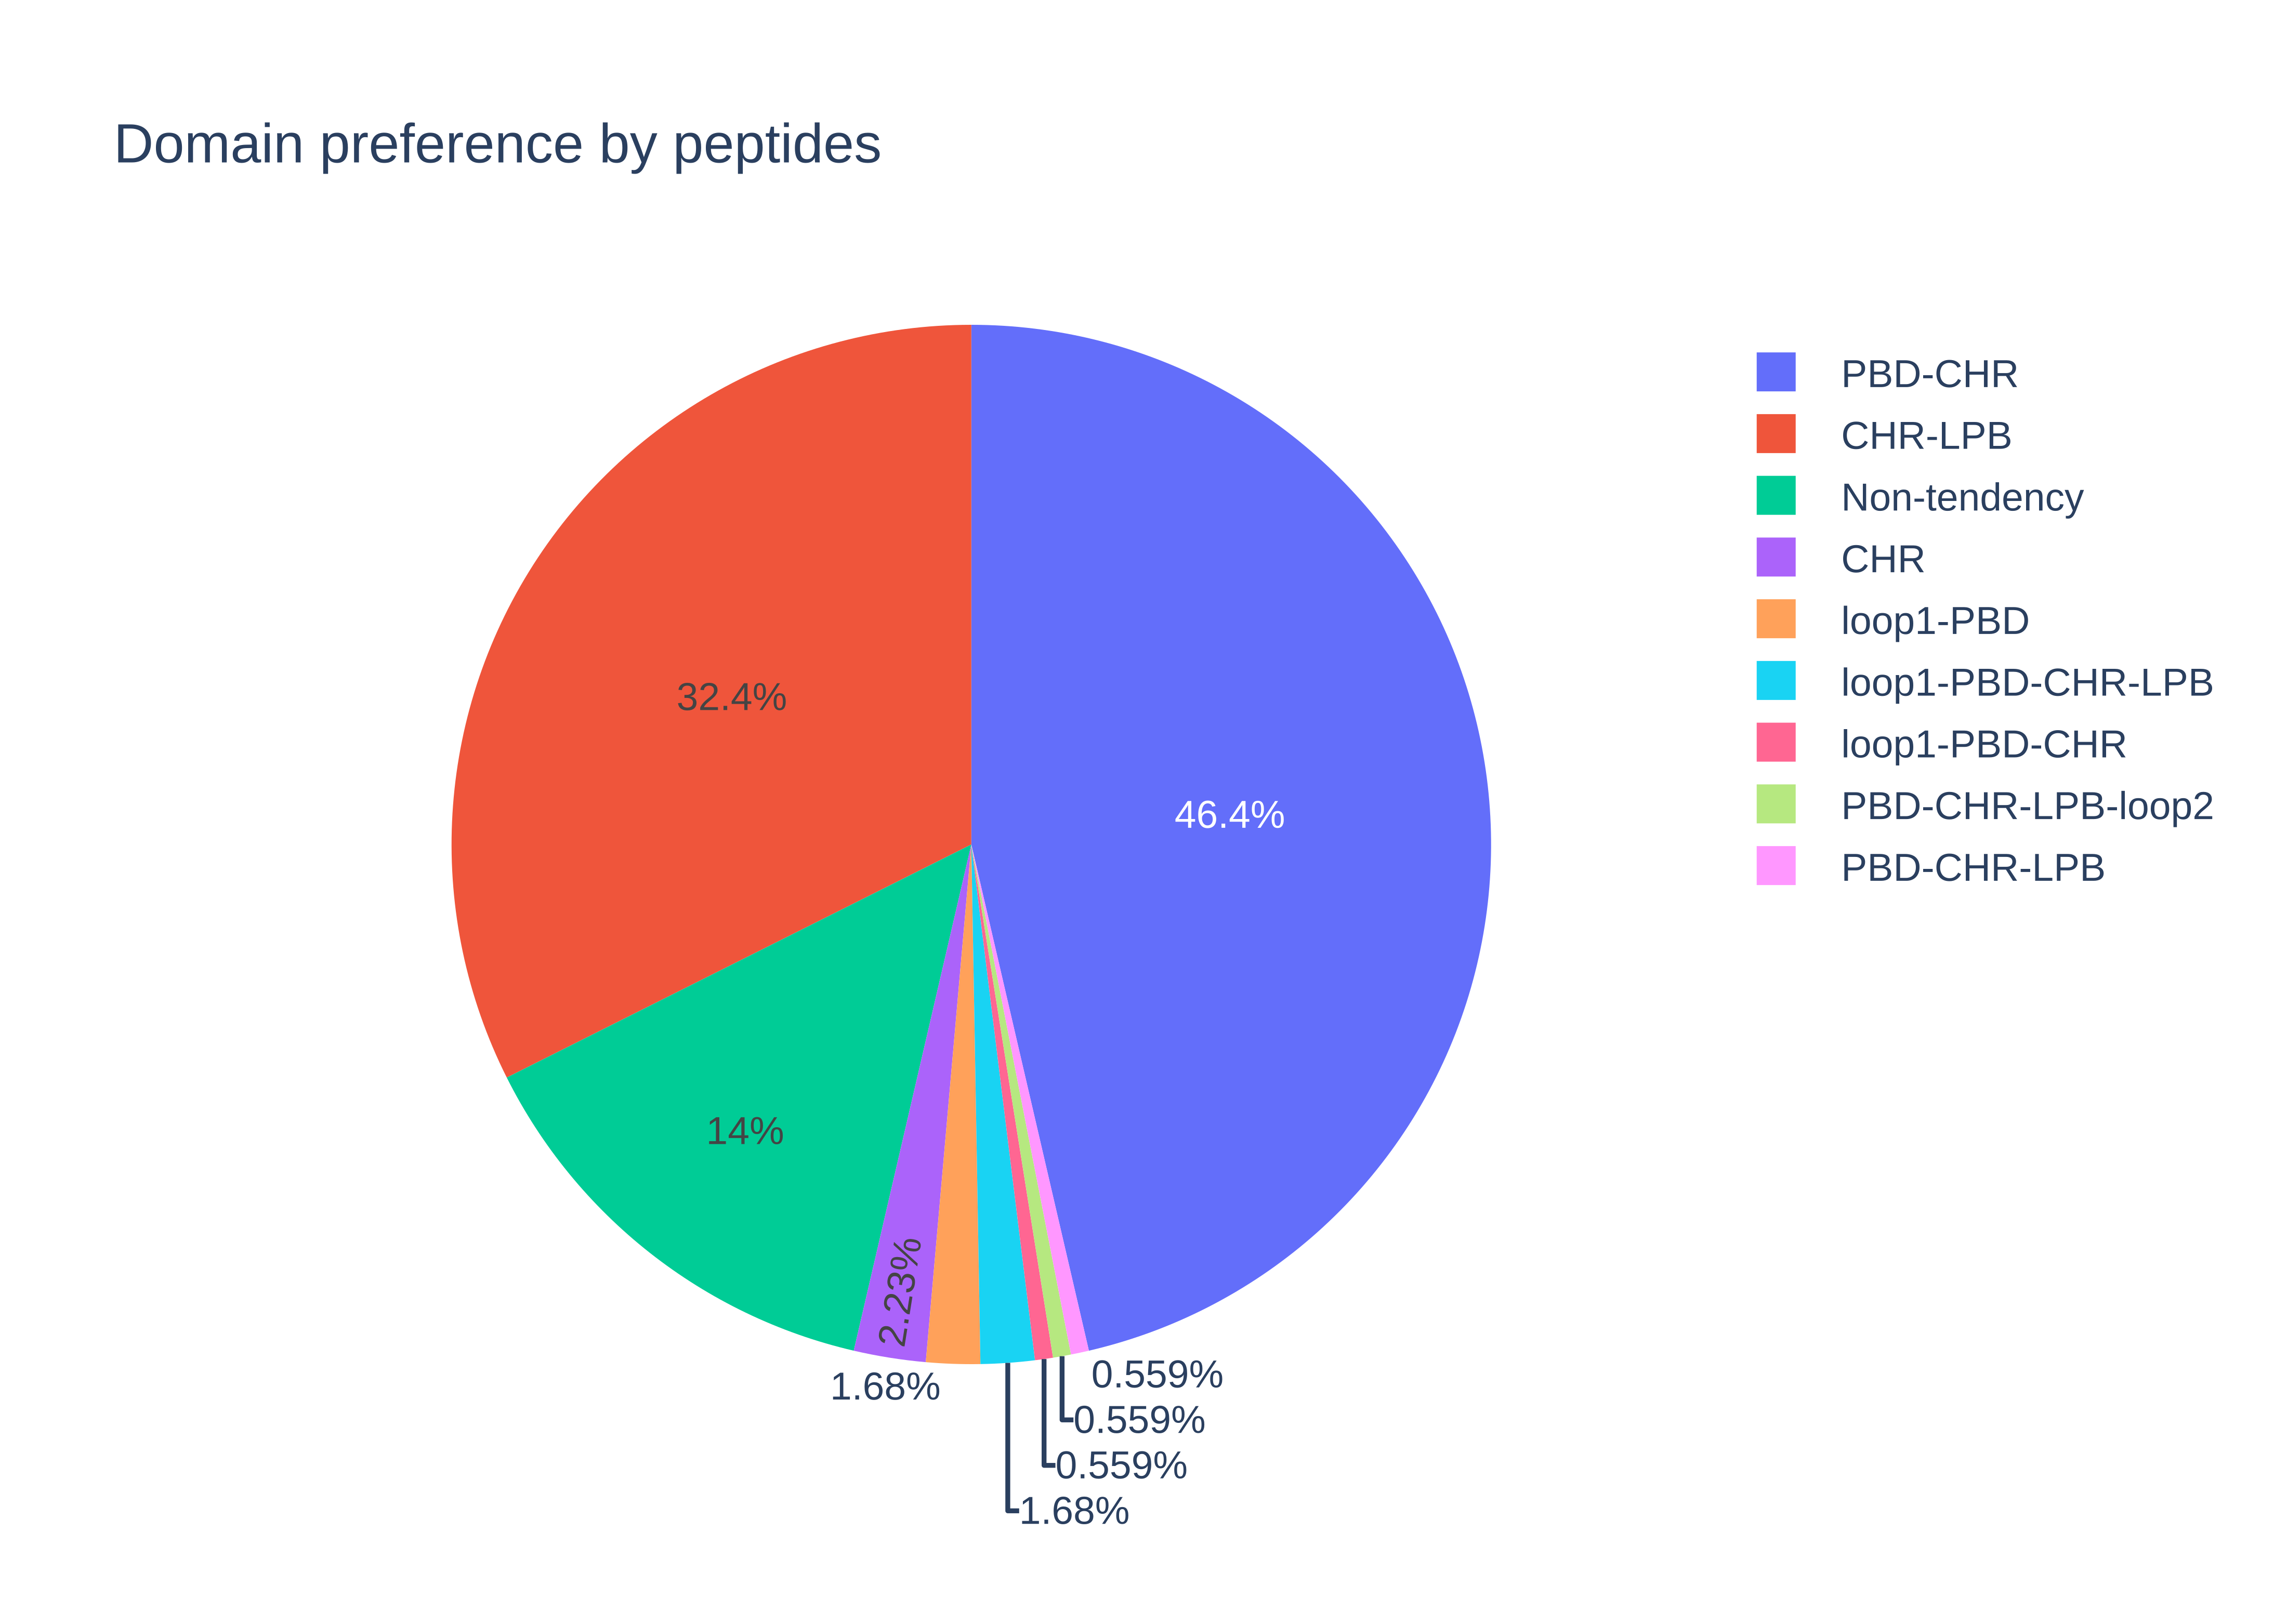 Domain preference by peptides
PBD-CHR
CHR-LPB
Non-tendency
CHR
loop1-PBD
loop1-PBD-CHR-LPB
loop1-PBD-CHR
PBD-CHR-LPB-loop2
PBD-CHR-LPB
32.4%
46.4%
14%
2.23%
1.68%
0.559%
0.559%
0.559%
1.68%